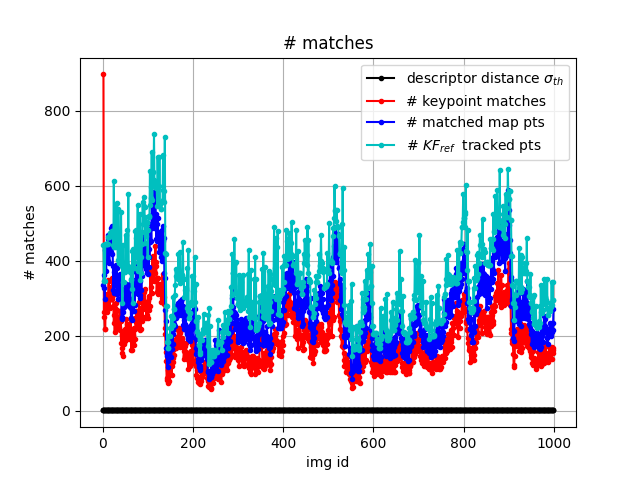 # matches
descriptor distance σ_th
# keypoint matches
# matched map pts
# KF_ref tracked pts
# matches
800
600
400
200
0
0 200 400 600 800 1000
img id